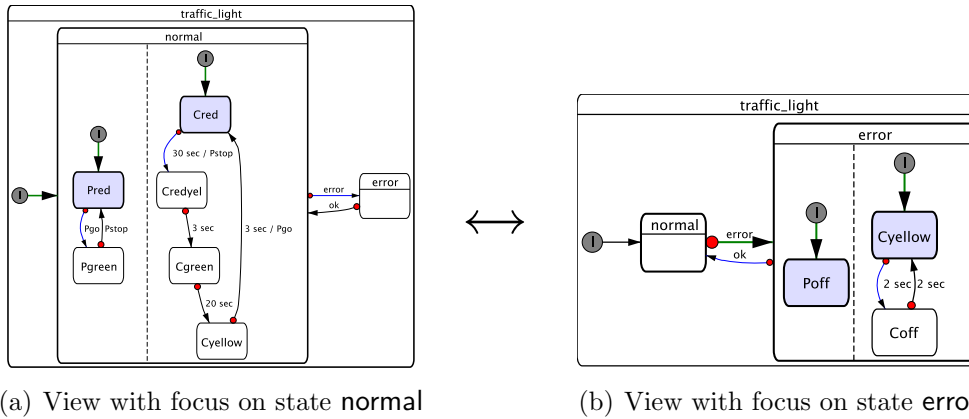 traffic_light
normal
I
Cred
30 sec / Pstop
I
Pred
Credyel
error
error
I
ok
Pgo
Pstop
3 sec
3 sec / Pgo
Pgreen
Cgreen
20 sec
Cyellow
(a) View with focus on state normal
traffic_light
error
I
normal
I
Cyellow
I
error
ok
Poff
2 sec
2 sec
Coff
(b) View with focus on state erro